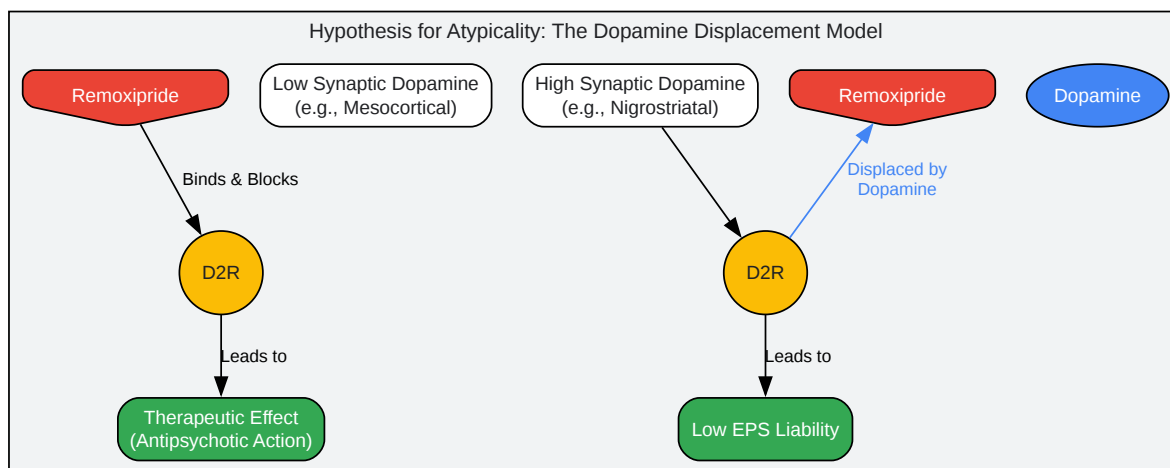 Hypothesis for Atypicality: The Dopamine Displacement Model
Remoxipride
Low Synaptic Dopamine
(e.g., Mesocortical)
High Synaptic Dopamine
(e.g., Nigrostriatal)
Remoxipride
Dopamine
Binds & Blocks
Displaced by
Dopamine
D2R
D2R
Leads to
Leads to
Therapeutic Effect
(Antipsychotic Action)
Low EPS Liability